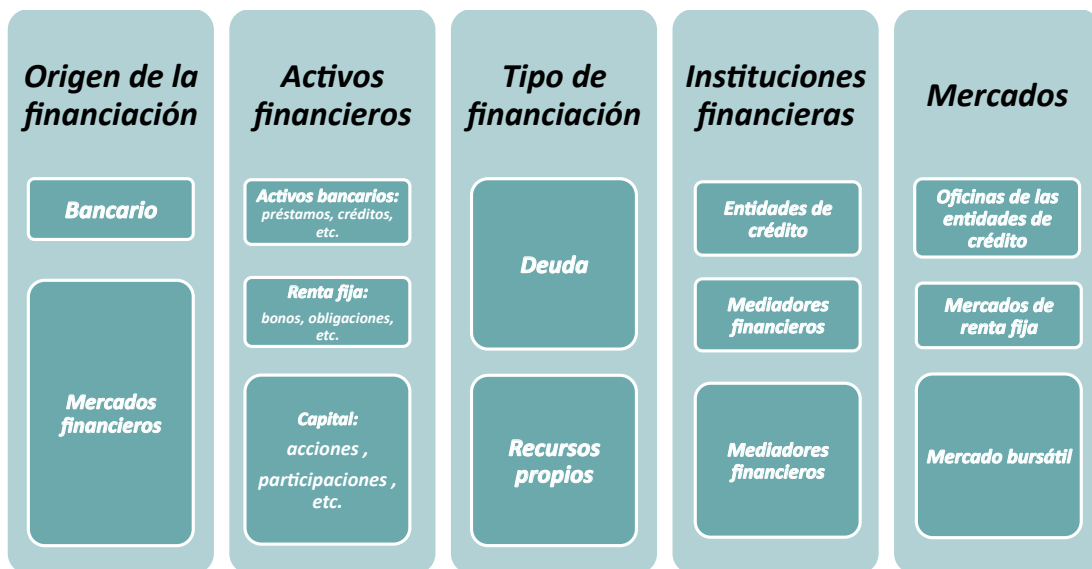 Origen de la
financiación
Bancario
Mercados
financieros
Activos
financieros
Activos bancarios:
préstamos, créditos,
etc.
Renta fija:
bonos, obligaciones,
etc.
Capital:
acciones ,
participaciones ,
etc.
Tipo de
financiación
Deuda
Recursos
propios
Instituciones
financieras
Entidades de
crédito
Mediadores
financieros
Mediadores
financieros
Mercados
Oficinas de las
entidades de
crédito
Mercados de
renta fija
Mercado bursátil